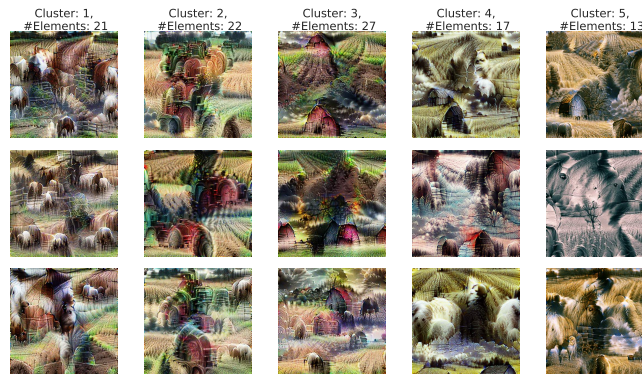 Cluster: 1,
#Elements: 21
Cluster: 2,
#Elements: 22
Cluster: 3,
#Elements: 27
Cluster: 4,
#Elements: 17
Cluster: 5,
#Elements: 13